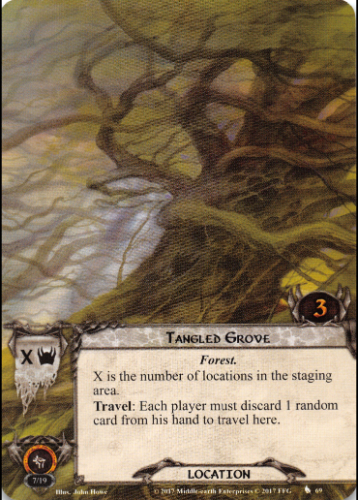 3
TANGLED GROVE
X
Forest.
X is the number of locations in the staging
area.
Travel: Each player must discard 1 random
card from his hand to travel here.
7/19
LOCATION
Illus. John Howe © 2017 Middle-earth Enterprises © 2017 FFG 69